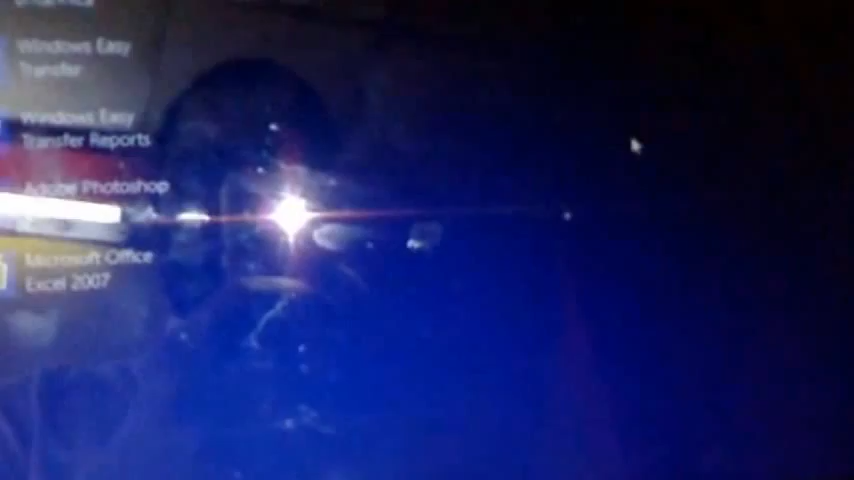 Windows Easy
Transfer
Windows Easy
Transfer Reports
Adobe Photoshop
Microsoft Office
Excel 2007